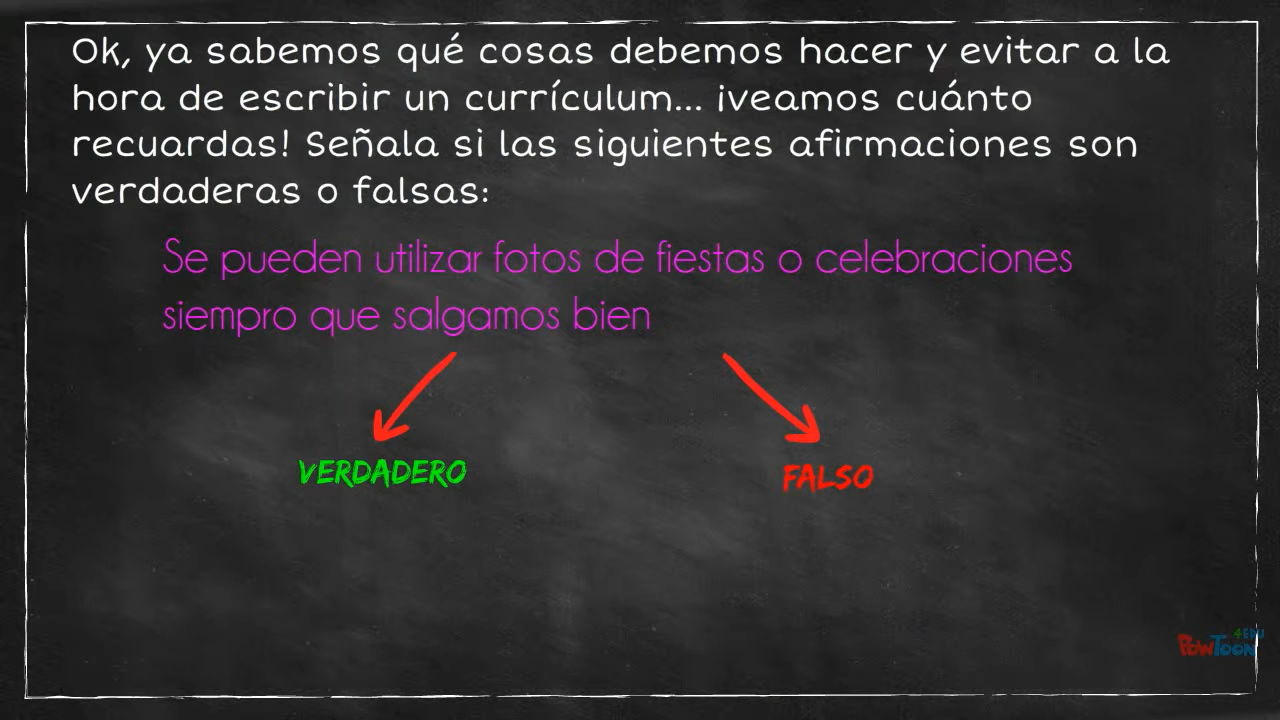 Ok, ya sabemos qué cosas debemos hacer y evitar a la
hora de escribir un currículum... ¡veamos cuánto
recuardas! Señala si las siguientes afirmaciones son
verdaderas o falsas:
Se pueden utilizar fotos de fiestas o celebraciones
siempro que salgamos bien
VERDADERO
FALSO
4EDU
POWTOON